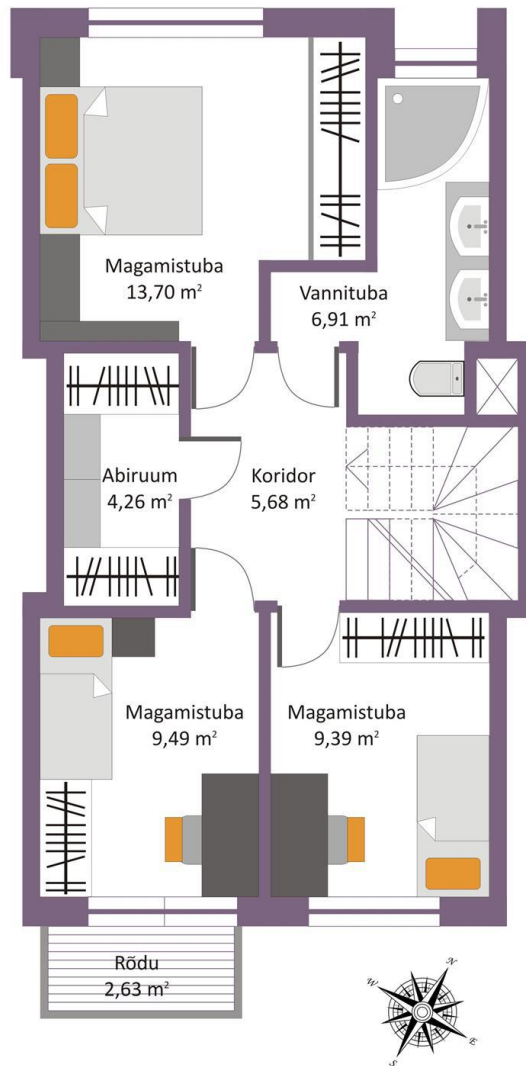 Magamistuba
13,70 m²
Vannituba
6,91 m²
Abiruum
4,26 m²
Koridor
5,68 m²
Magamistuba
9,49 m²
Magamistuba
9,39 m²
Rõdu
2,63 m²
N
W
E
S